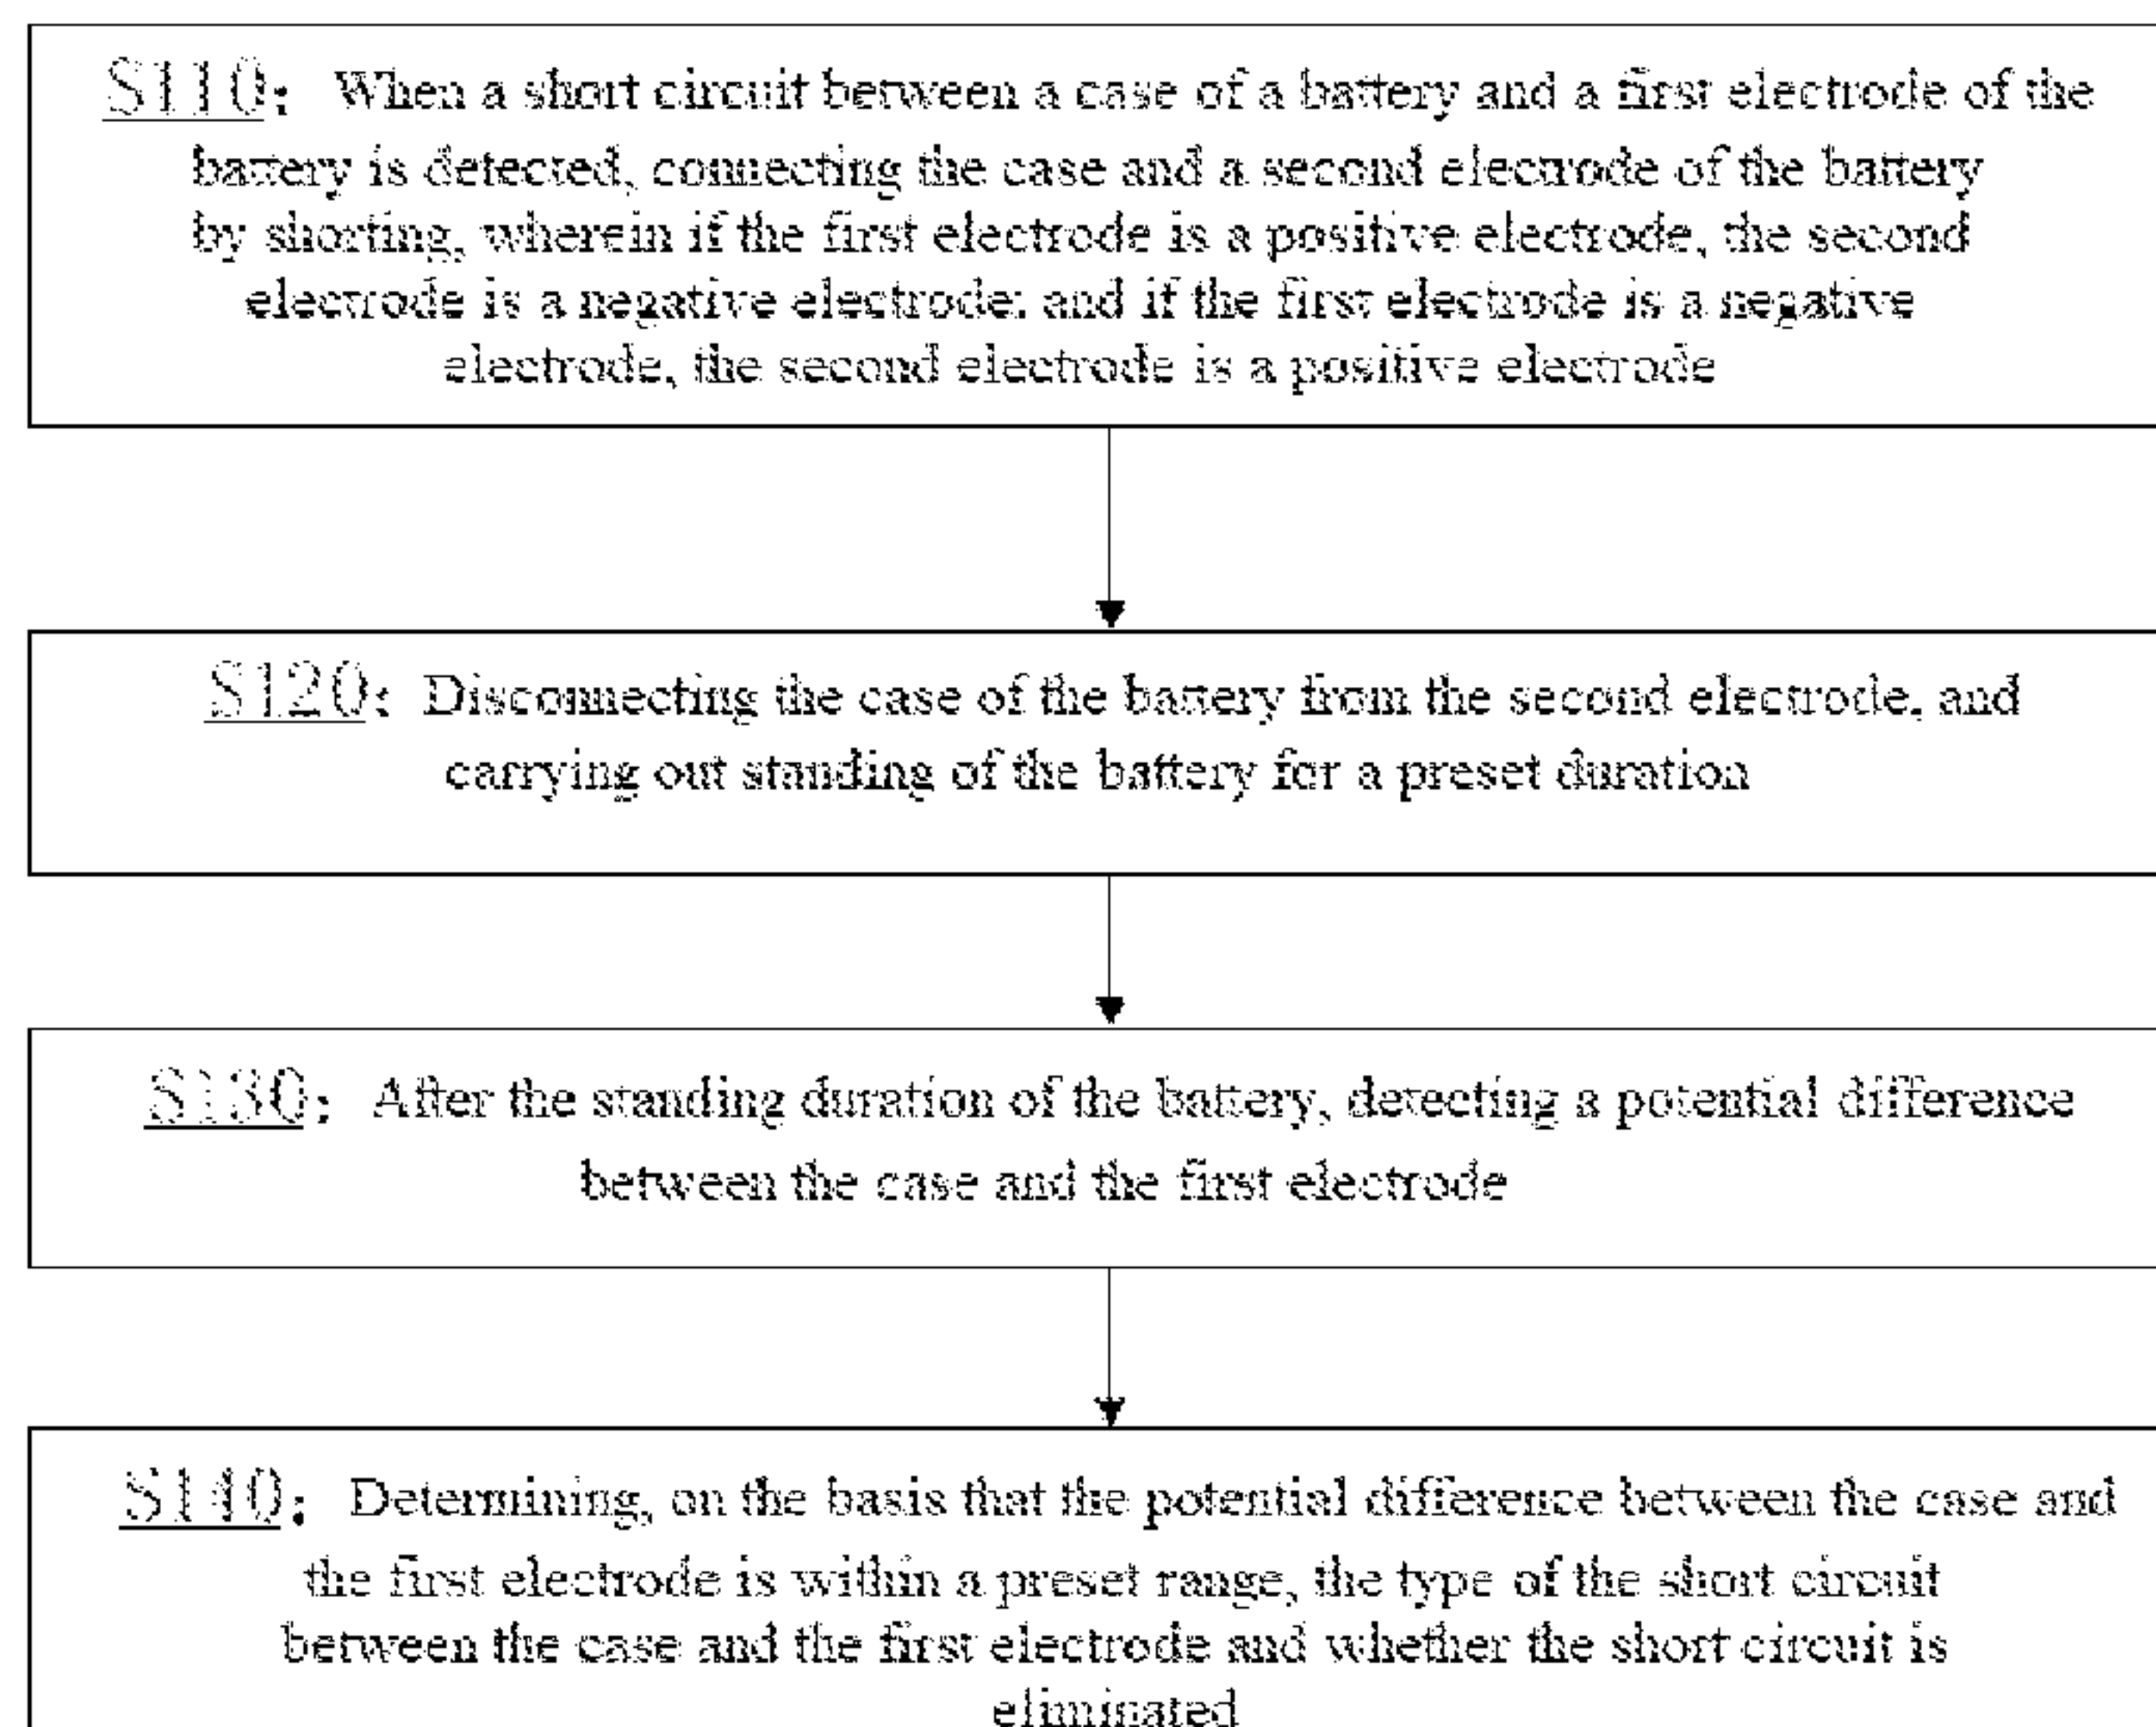 S110: When a short circuit between a case of a battery and a first electrode of the
battery is detected, connecting the case and a second electrode of the battery
by shorting, wherein if the first electrode is a positive electrode, the second
electrode is a negative electrode; and if the first electrode is a negative
electrode, the second electrode is a positive electrode
S120: Disconnecting the case of the battery from the second electrode, and
carrying out standing of the battery for a preset duration
S130: After the standing duration of the battery, detecting a potential difference
between the case and the first electrode
S140: Determining, on the basis that the potential difference between the case and
the first electrode is within a preset range, the type of the short circuit
between the case and the first electrode and whether the short circuit is
eliminated